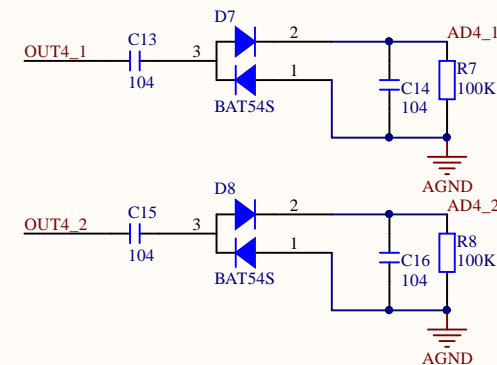 D7
AD4_1
C13
2
OUT4_1
3
R7
1
C14
100K
104
104
BAT54S
AGND
D8
AD4_2
C15
2
OUT4_2
3
R8
1
C16
100K
104
104
BAT54S
AGND